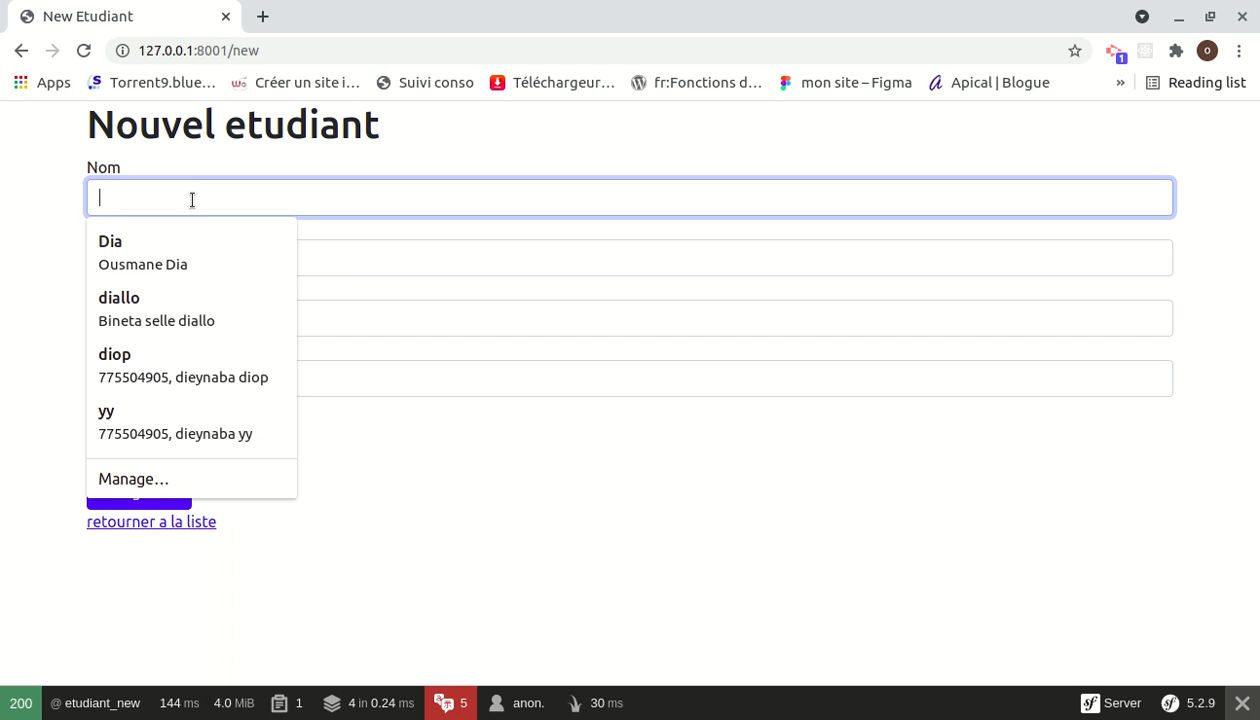 New Etudiant
127.0.0.1:8001/new
1
o
Apps Torrent9.blue... Créer un site i... Suivi conso Téléchargeur... fr:Fonctions d... mon site – Figma Apical | Blogue » Reading list
Nouvel etudiant
Nom
Dia
Ousmane Dia
diallo
Bineta selle diallo
diop
775504905, dieynaba diop
yy
775504905, dieynaba yy
Manage...
retourner a la liste
200 @ etudiant_new 144 ms 4.0 MiB 1 4 in 0.24 ms 5 anon. 30 ms Server 5.2.9